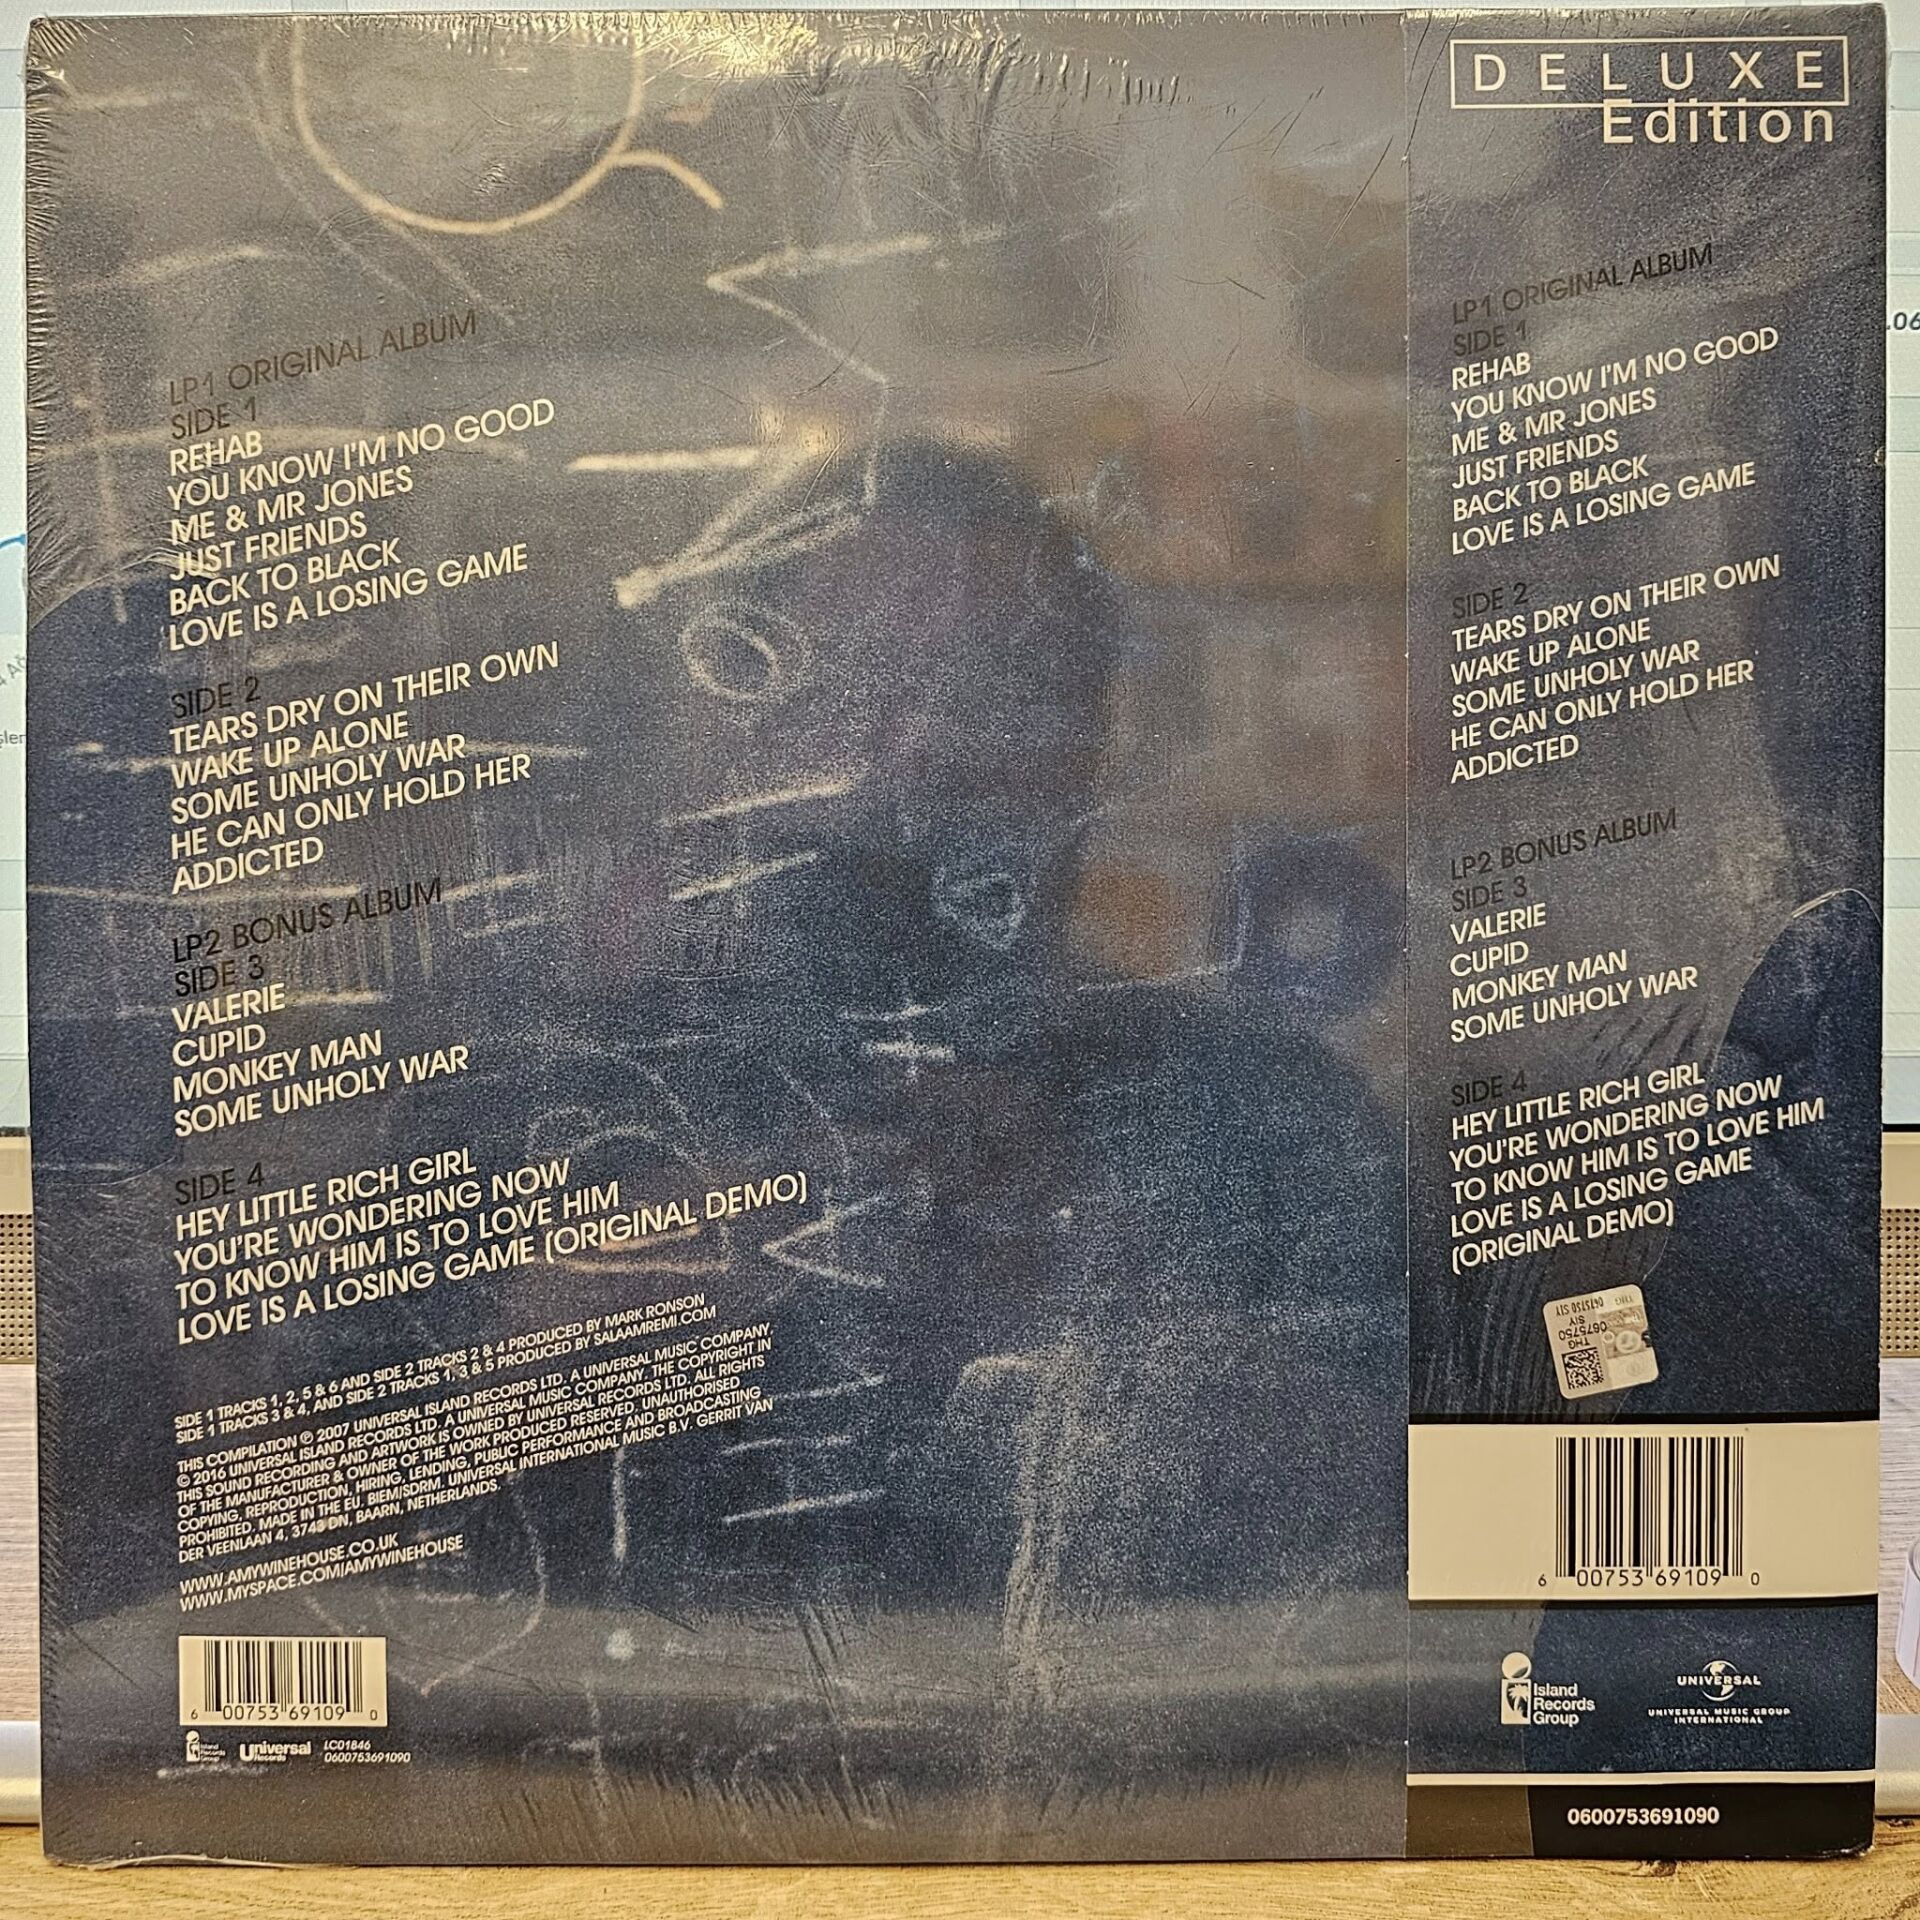 DELUXE
Edition
LP1 ORIGINAL ALBUM
SIDE 1
REHAB
YOU KNOW I'M NO GOOD
ME & MR JONES
JUST FRIENDS
BACK TO BLACK
LOVE IS A LOSING GAME
SIDE 2
TEARS DRY ON THEIR OWN
WAKE UP ALONE
SOME UNHOLY WAR
HE CAN ONLY HOLD HER
ADDICTED
LP2 BONUS ALBUM
SIDE 3
VALERIE
CUPID
MONKEY MAN
SOME UNHOLY WAR
SIDE 4
HEY LITTLE RICH GIRL
YOU'RE WONDERING NOW
TO KNOW HIM IS TO LOVE HIM
LOVE IS A LOSING GAME (ORIGINAL DEMO)
SIDE 1 TRACKS 1, 2, 5 & 6 AND SIDE 2 TRACKS 2 & 4 PRODUCED BY MARK RONSON
SIDE 1 TRACKS 3 & 4, AND SIDE 2 TRACKS 1, 3 & 5 PRODUCED BY SALAAMREMI.COM
THIS COMPILATION ℗ 2007 UNIVERSAL ISLAND RECORDS LTD. A UNIVERSAL MUSIC COMPANY.
© 2016 UNIVERSAL ISLAND RECORDS LTD. A UNIVERSAL MUSIC COMPANY. THE COPYRIGHT IN
THIS SOUND RECORDING AND ARTWORK IS OWNED BY UNIVERSAL RECORDS LTD. ALL RIGHTS
OF THE MANUFACTURER & OWNER OF THE WORK PRODUCED RESERVED. UNAUTHORISED
COPYING, REPRODUCTION, HIRING, LENDING, PUBLIC PERFORMANCE AND BROADCASTING
PROHIBITED. MADE IN THE EU. BIEM/SDRM. UNIVERSAL INTERNATIONAL MUSIC B.V. GERRIT VAN
DER VEENLAAN 4, 3743 DN, BAARN, NETHERLANDS.
WWW.AMYWINEHOUSE.CO.UK
WWW.MYSPACE.COM/AMYWINEHOUSE
6 00753 69109 0
Island
Records
Group
Universal
Records
LC01846
0600753691090
LP1 ORIGINAL ALBUM
SIDE 1
REHAB
YOU KNOW I'M NO GOOD
ME & MR JONES
JUST FRIENDS
BACK TO BLACK
LOVE IS A LOSING GAME
SIDE 2
TEARS DRY ON THEIR OWN
WAKE UP ALONE
SOME UNHOLY WAR
HE CAN ONLY HOLD HER
ADDICTED
LP2 BONUS ALBUM
SIDE 3
VALERIE
CUPID
MONKEY MAN
SOME UNHOLY WAR
SIDE 4
HEY LITTLE RICH GIRL
YOU'RE WONDERING NOW
TO KNOW HIM IS TO LOVE HIM
LOVE IS A LOSING GAME
(ORIGINAL DEMO)
THG 0675750 SIY
THG
0675750
SIY
6 00753 69109 0
Island
Records
Group
UNIVERSAL
UNIVERSAL MUSIC GROUP
INTERNATIONAL
0600753691090